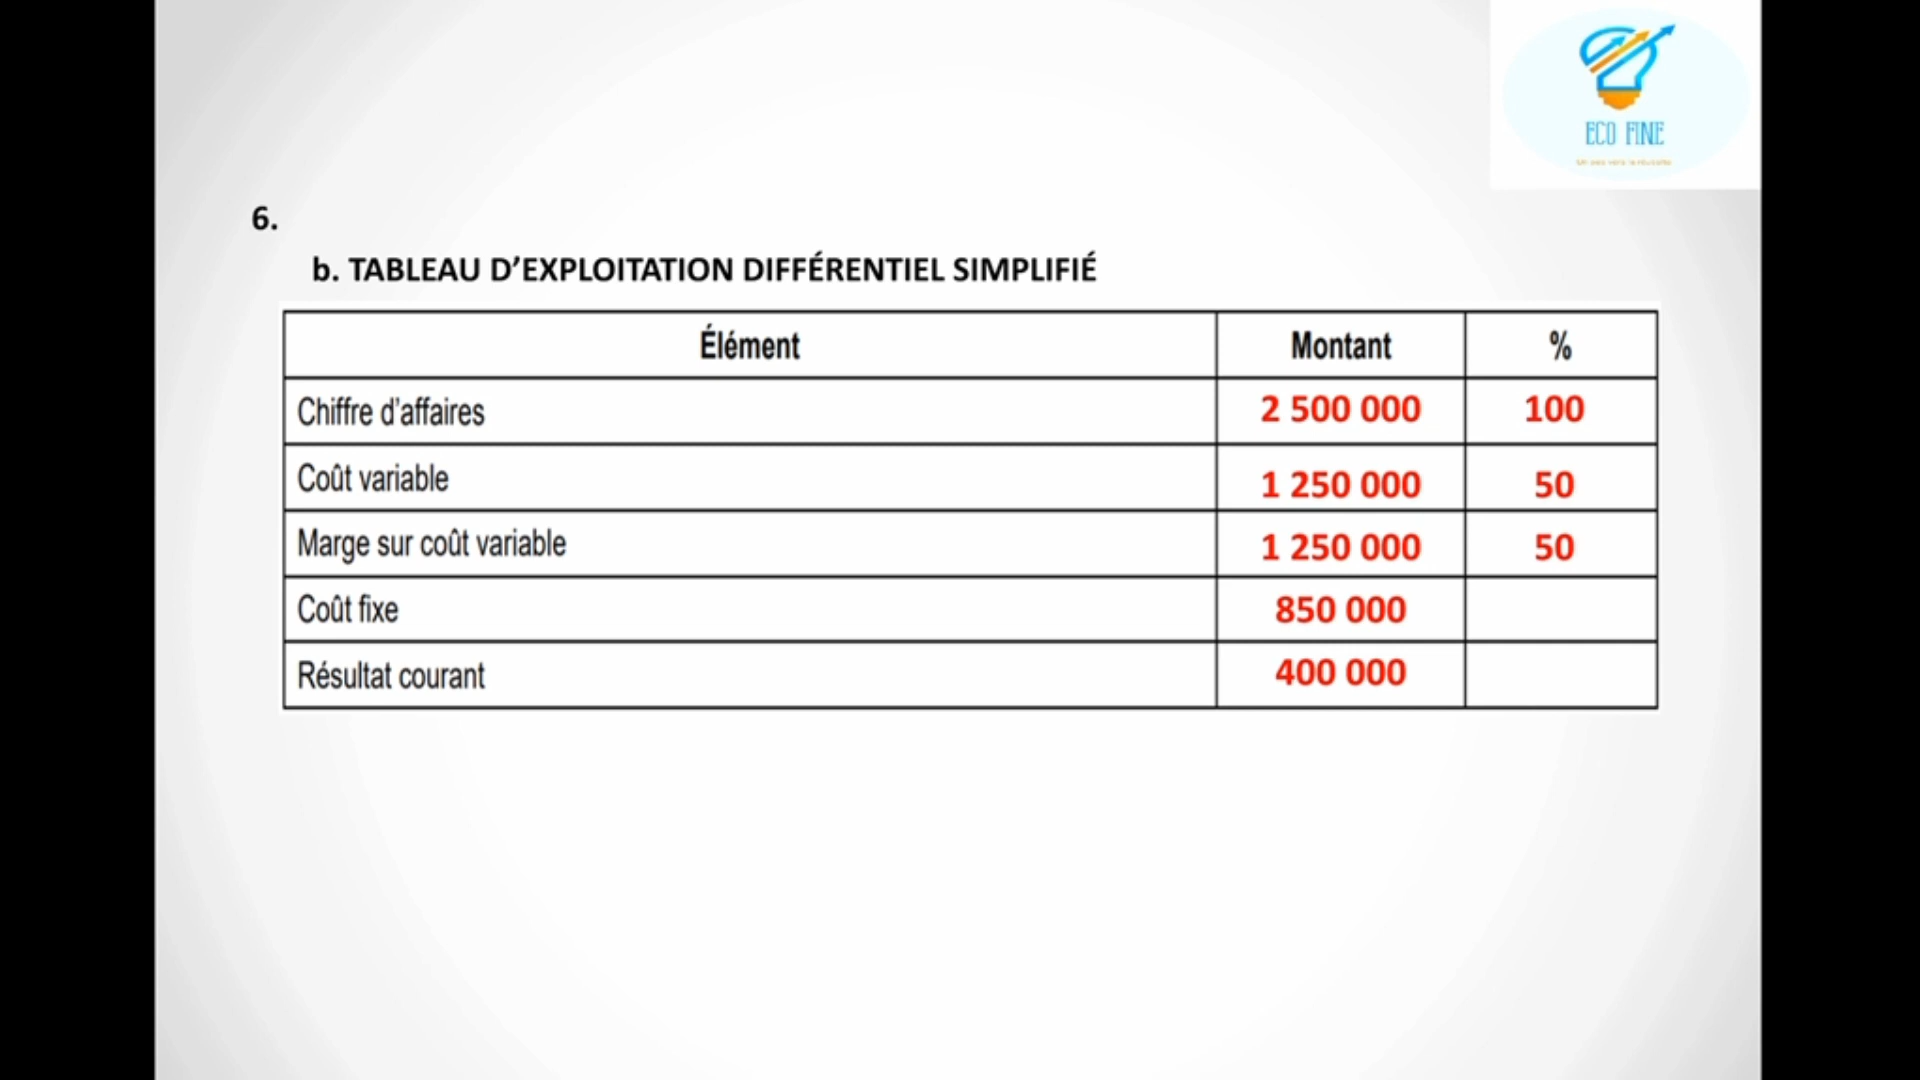 ECO FINE
6.
b. TABLEAU D’EXPLOITATION DIFFÉRENTIEL SIMPLIFIÉ
Élément Montant %
Chiffre d’affaires 2 500 000 100
Coût variable 1 250 000 50
Marge sur coût variable 1 250 000 50
Coût fixe 850 000
Résultat courant 400 000